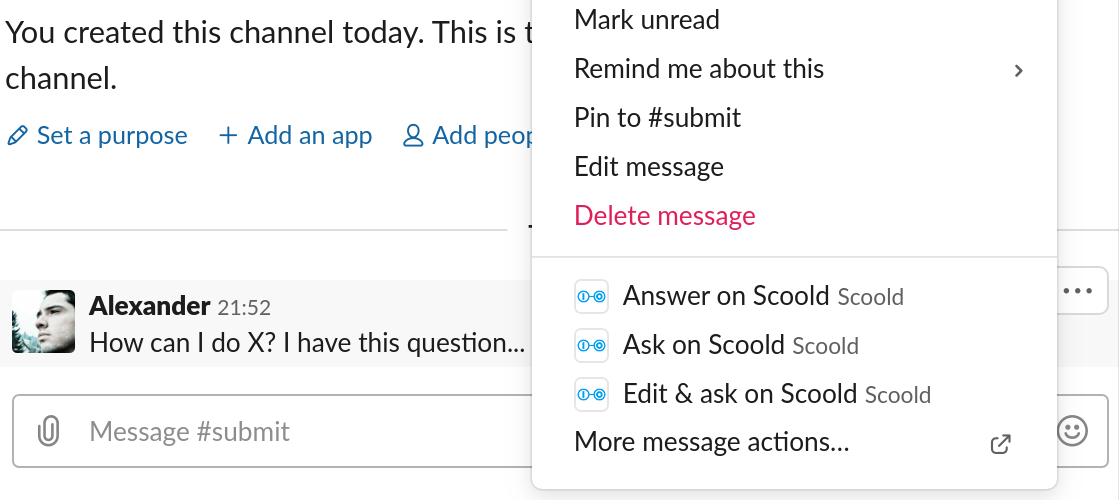 You created this channel today. This is t
channel.
Set a purpose
Add an app
Add peop
Alexander 21:52
How can I do X? I have this question...
Message #submit
Mark unread
Remind me about this
Pin to #submit
Edit message
Delete message
Answer on Scoold Scoold
Ask on Scoold Scoold
Edit & ask on Scoold Scoold
More message actions...